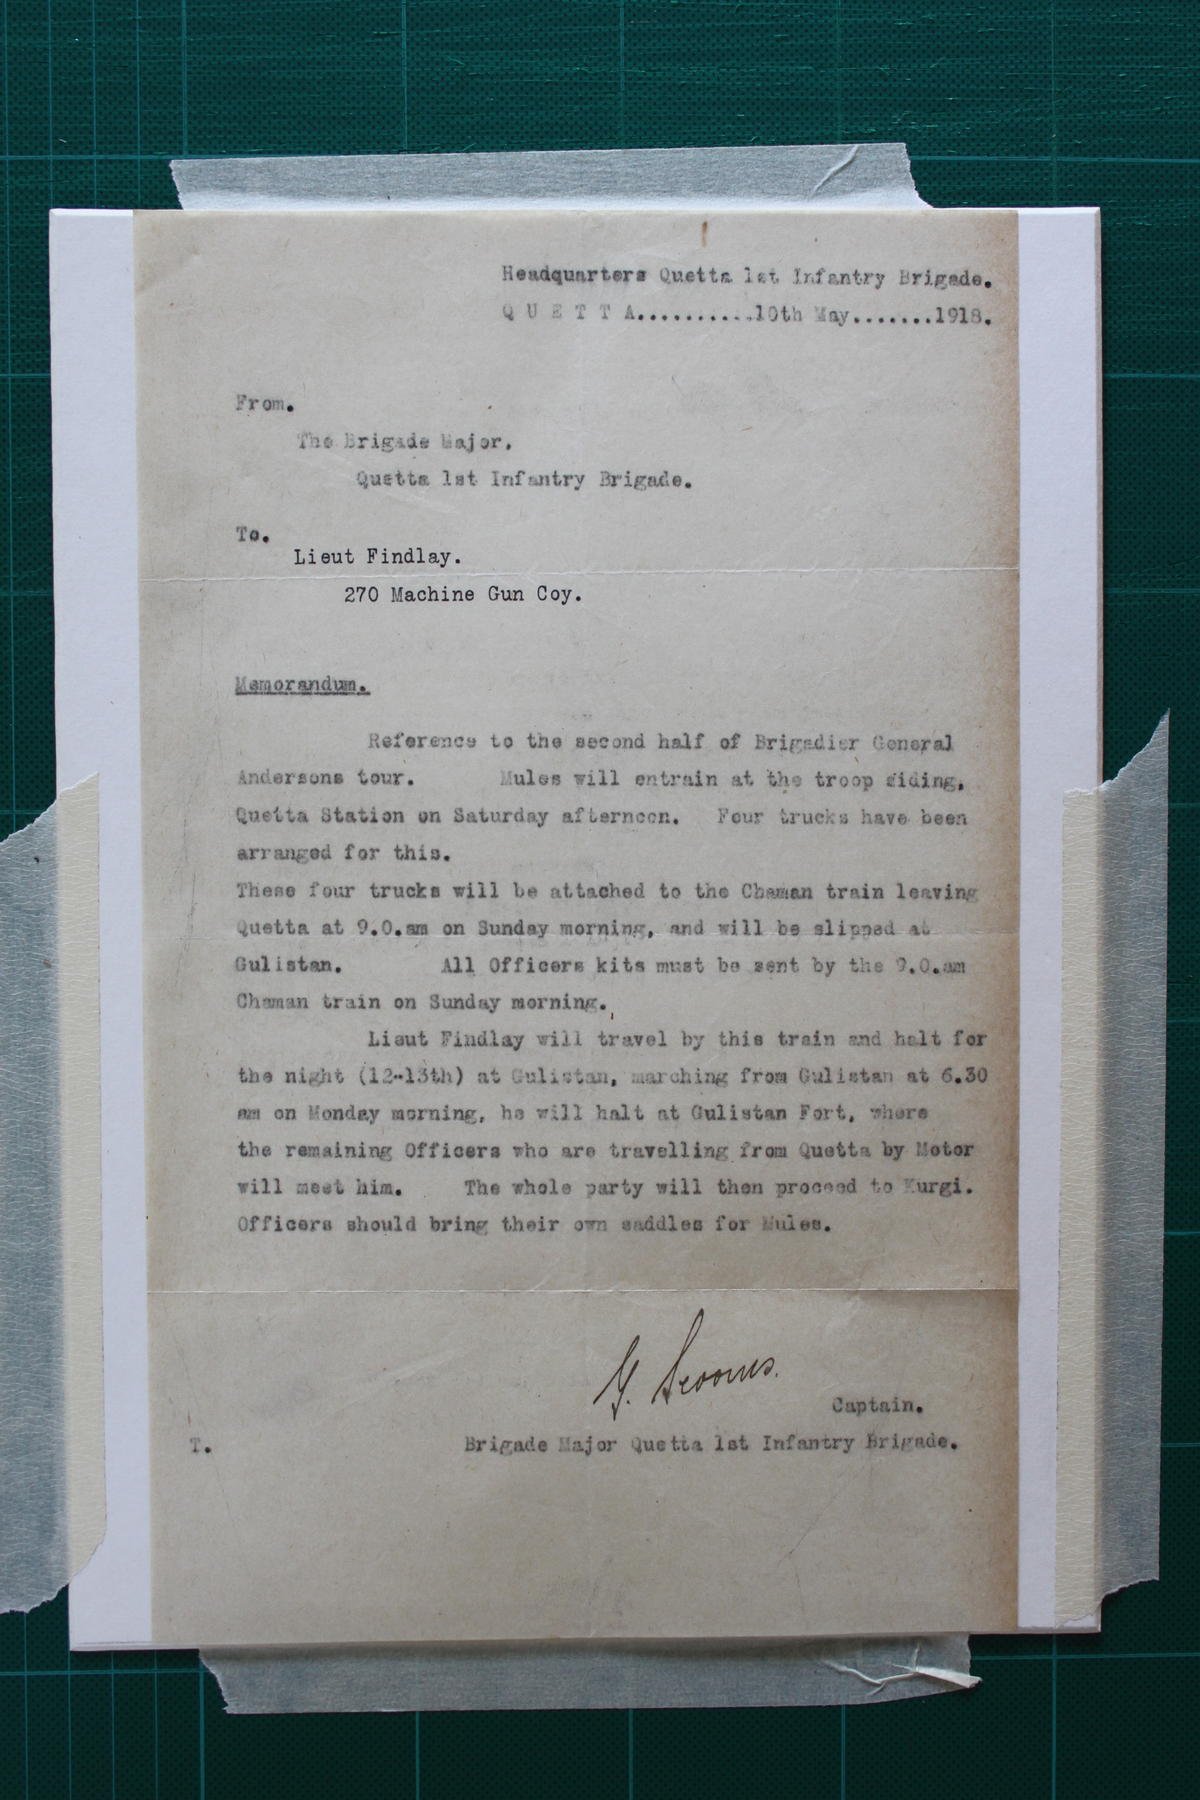 Headquarters Quetta 1st Infantry Brigade.
Q U E T T A..........10th May.......1918.
From.
The Brigade Major.
Quetta 1st Infantry Brigade.
To.
Lieut Findlay.
270 Machine Gun Coy.
Memorandum.
Reference to the second half of Brigadier General
Andersons tour. Mules will entrain at the troop siding,
Quetta Station on Saturday afternoon. Four trucks have been
arranged for this.
These four trucks will be attached to the Chaman train leaving
Quetta at 9.0.am on Sunday morning, and will be slipped at
Gulistan. All Officers kits must be sent by the 9.0.am
Chaman train on Sunday morning.
Lieut Findlay will travel by this train and halt for
the night (12-13th) at Gulistan, marching from Gulistan at 6.30
am on Monday morning, he will halt at Gulistan Fort, where
the remaining Officers who are travelling from Quetta by Motor
will meet him. The whole party will then proceed to Kurgi.
Officers should bring their own saddles for Mules.
Captain.
T. Brigade Major Quetta 1st Infantry Brigade.